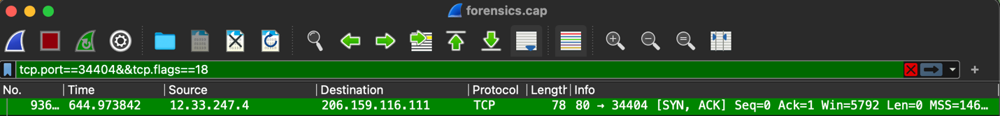 forensics.cap
tcp.port==34404&&tcp.flags==18
No. Time Source Destination Protocol Length Info
936… 644.973842 12.33.247.4 206.159.116.111 TCP 78 80 → 34404 [SYN, ACK] Seq=0 Ack=1 Win=5792 Len=0 MSS=146…